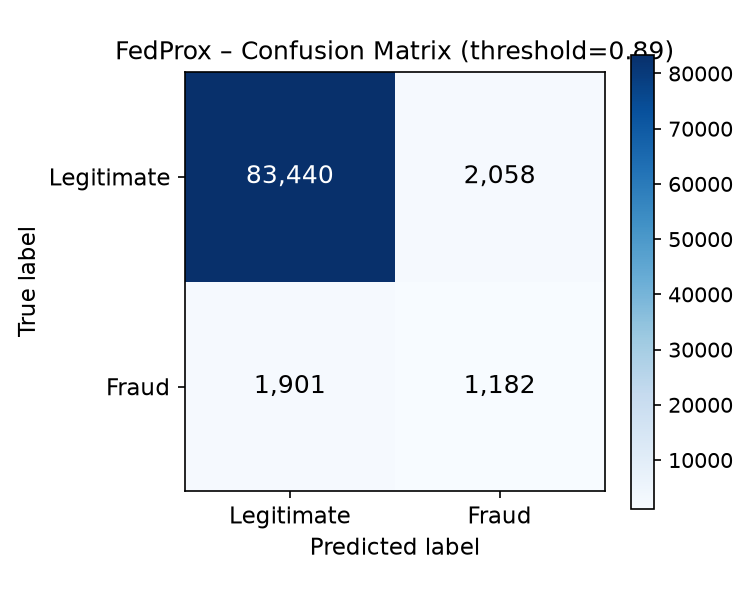 FedProx – Confusion Matrix (threshold=0.89)
80000
70000
60000
50000
40000
30000
20000
10000
True label
Legitimate
83,440
2,058
Fraud
1,901
1,182
Legitimate
Fraud
Predicted label